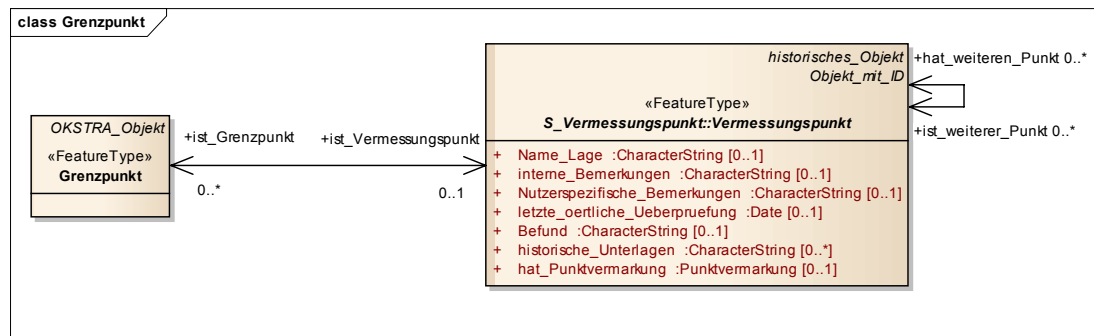 class Grenzpunkt
historisches_Objekt
Objekt_mit_ID
«FeatureType»
S_Vermessungspunkt::Vermessungspunkt
+ Name_Lage :CharacterString [0..1]
+ interne_Bemerkungen :CharacterString [0..1]
+ Nutzerspezifische_Bemerkungen :CharacterString [0..1]
+ letzte_oertliche_Ueberpruefung :Date [0..1]
+ Befund :CharacterString [0..1]
+ historische_Unterlagen :CharacterString [0..*]
+ hat_Punktvermarkung :Punktvermarkung [0..1]
+hat_weiteren_Punkt 0..*
+ist_weiterer_Punkt 0..*
OKSTRA_Objekt
«FeatureType»
Grenzpunkt
+ist_Grenzpunkt
0..*
+ist_Vermessungspunkt
0..1